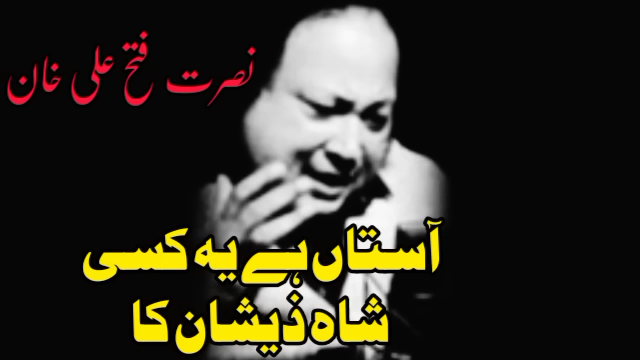 نصرت فتح علی خان
آستاں ہے یہ کسی
شاہ ذیشان کا